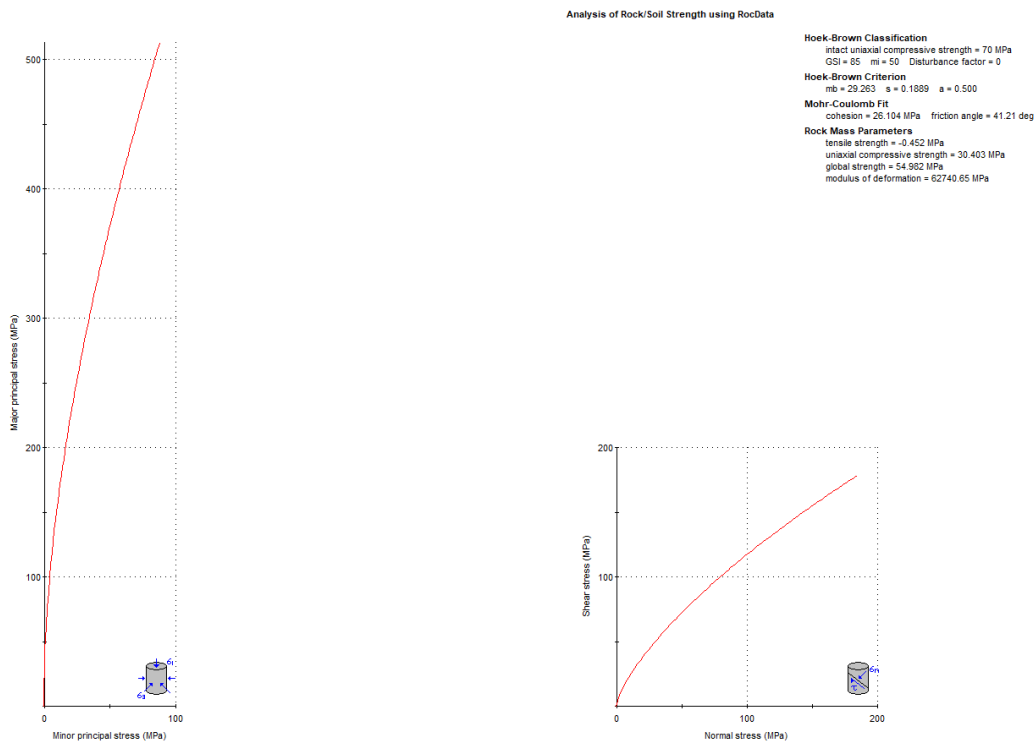 Analysis of Rock/Soil Strength using RocData
Hoek-Brown Classification
intact uniaxial compressive strength = 70 MPa
GSI = 85 mi = 50 Disturbance factor = 0
Hoek-Brown Criterion
mb = 29.263 s = 0.1889 a = 0.500
Mohr-Coulomb Fit
cohesion = 26.104 MPa friction angle = 41.21 deg
Rock Mass Parameters
tensile strength = -0.452 MPa
uniaxial compressive strength = 30.403 MPa
global strength = 54.982 MPa
modulus of deformation = 62740.65 MPa
500
400
300
200
100
Major principal stress (MPa)
σ1
σ3
0 100
Minor principal stress (MPa)
200
100
Shear stress (MPa)
σn
τ
0 100 200
Normal stress (MPa)